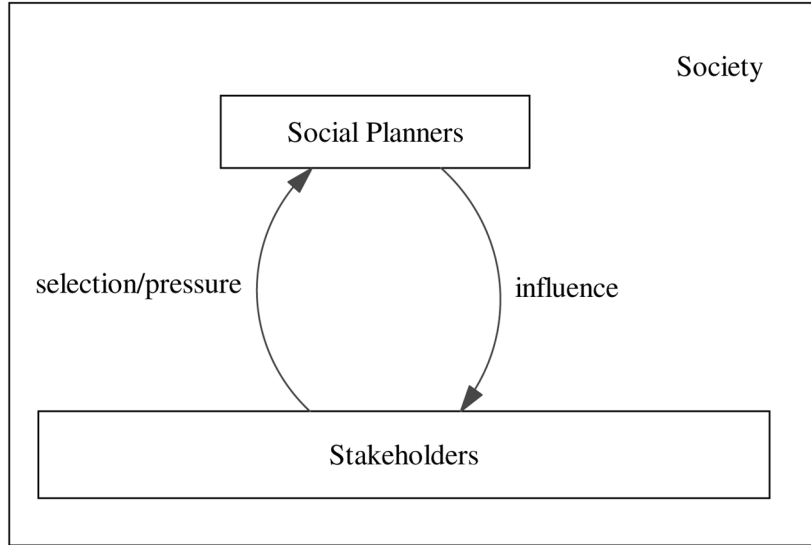 Society
Social Planners
selection/pressure
influence
Stakeholders